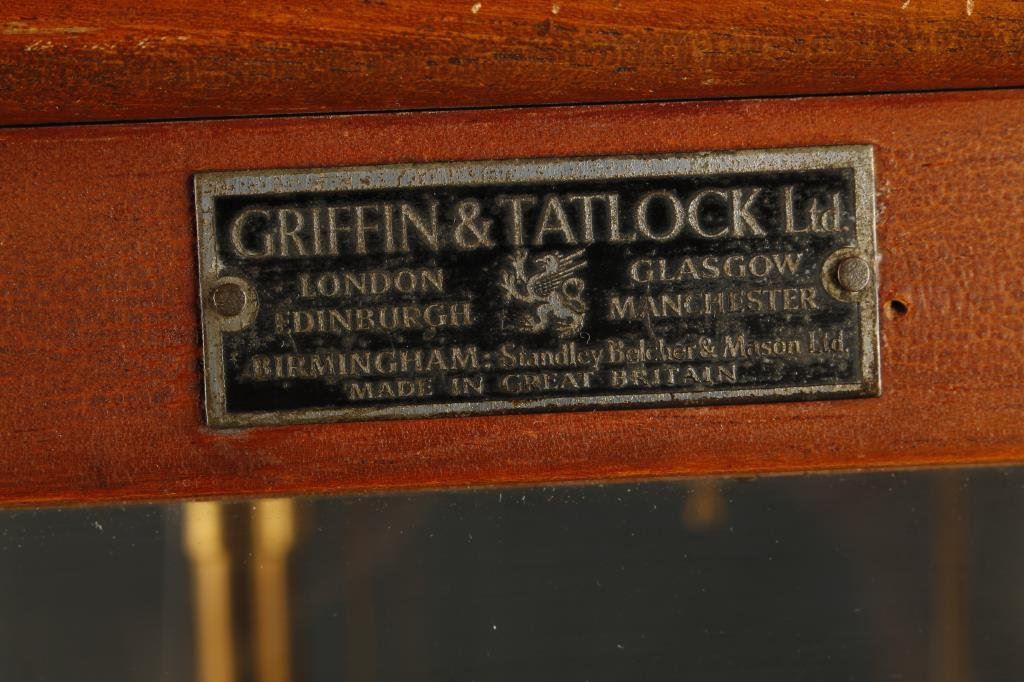 GRIFFIN & TATLOCK Ltd.
LONDON GLASGOW
EDINBURGH MANCHESTER
BIRMINGHAM: Standley Belcher & Mason Ltd.
MADE IN GREAT BRITAIN